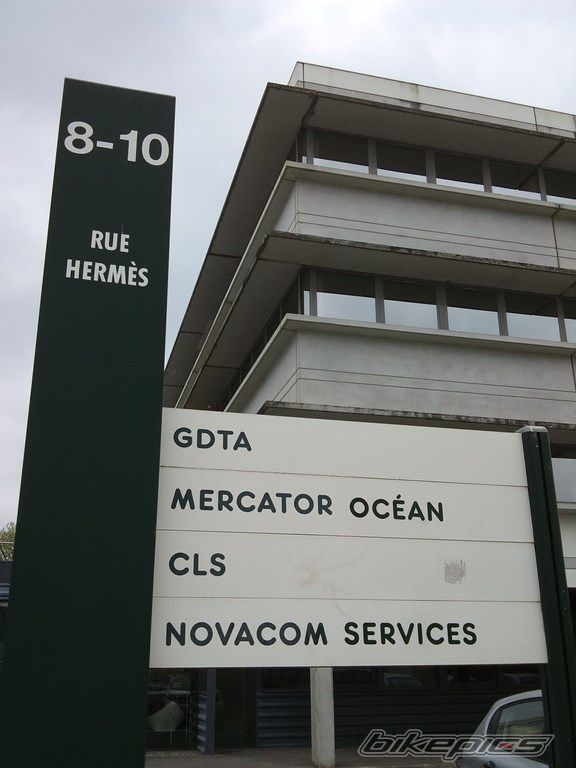 8-10
RUE
HERMÈS
GDTA
MERCATOR OCÉAN
CLS
NOVACOM SERVICES
bikepics